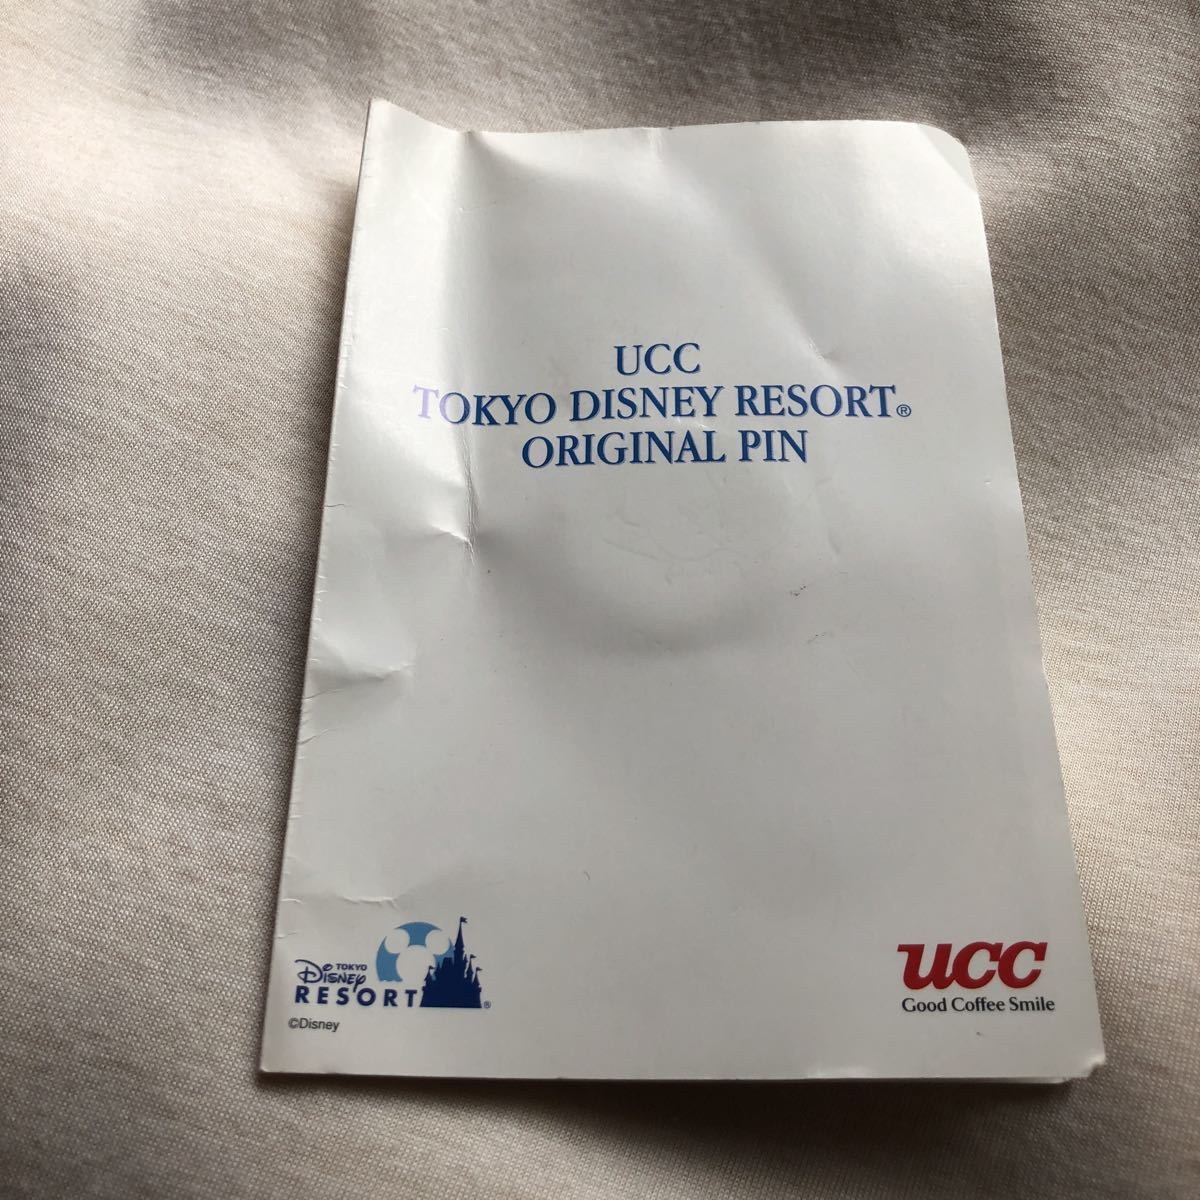 UCC
TOKYO DISNEY RESORT®
ORIGINAL PIN
TOKYO
Disney
RESORT®
©Disney
UCC
Good Coffee Smile